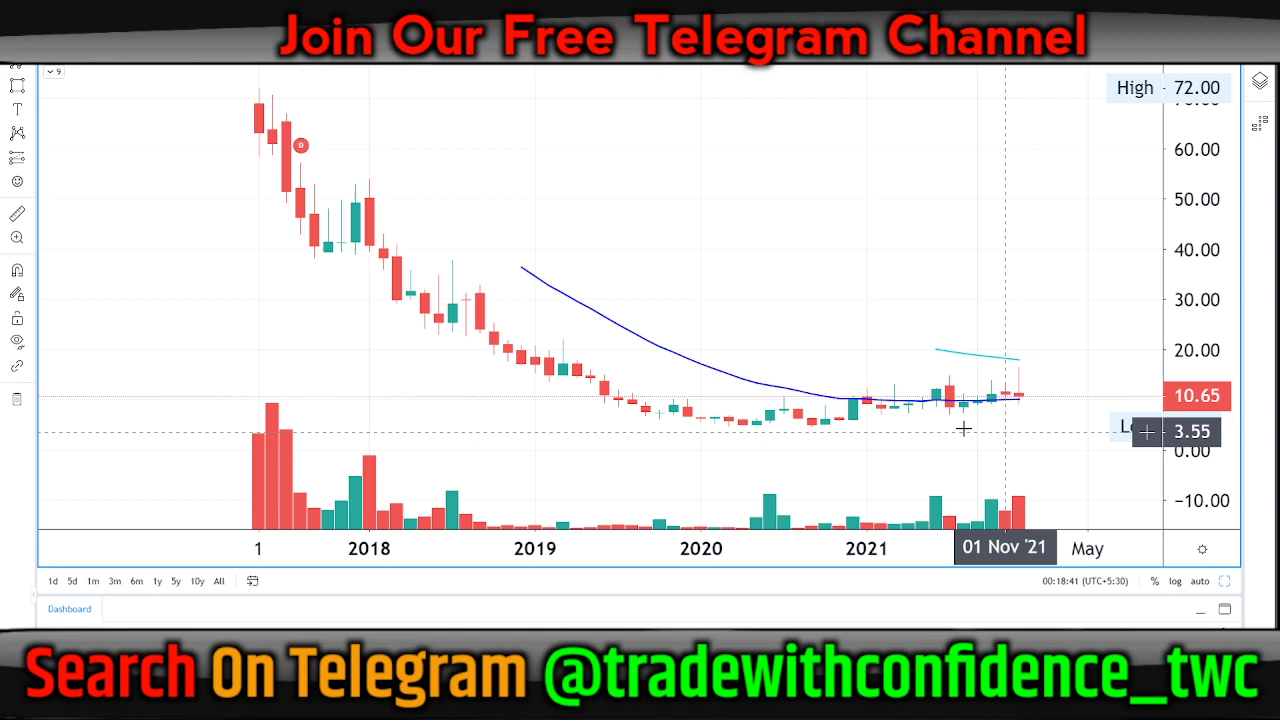 Join Our Free Telegram Channel
9
High 72.00
60.00
D
50.00
40.00
30.00
20.00
10.65
3.55
0.00
−10.00
1 2018 2019 2020 2021 01 Nov '21 May
1d 5d 1m 3m 6m 1y 5y 10y All 00:18:41 (UTC+5:30) % log auto
Dashboard
Search On Telegram @tradewithconfidence_twc